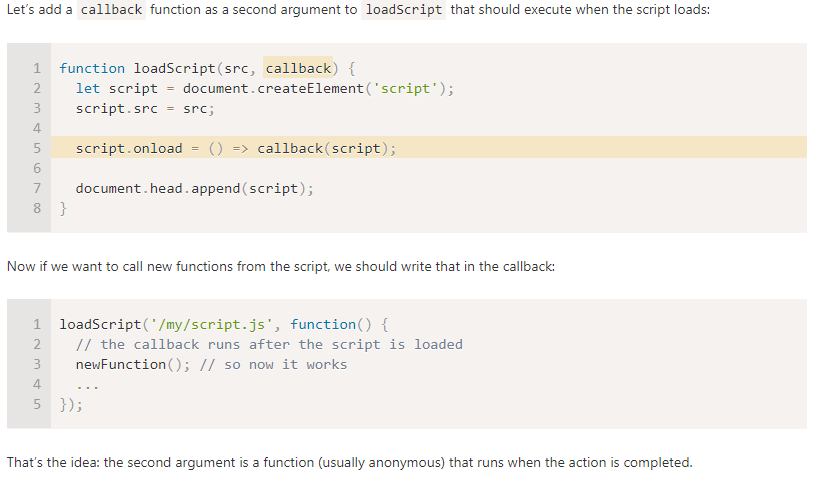 Let's add a callback function as a second argument to loadScript that should execute when the script loads:
1 function loadScript(src, callback) {
2   let script = document.createElement('script');
3   script.src = src;
4
5   script.onload = () => callback(script);
6
7   document.head.append(script);
8 }
Now if we want to call new functions from the script, we should write that in the callback:
1 loadScript('/my/script.js', function() {
2   // the callback runs after the script is loaded
3   newFunction(); // so now it works
4   ...
5 });
That's the idea: the second argument is a function (usually anonymous) that runs when the action is completed.